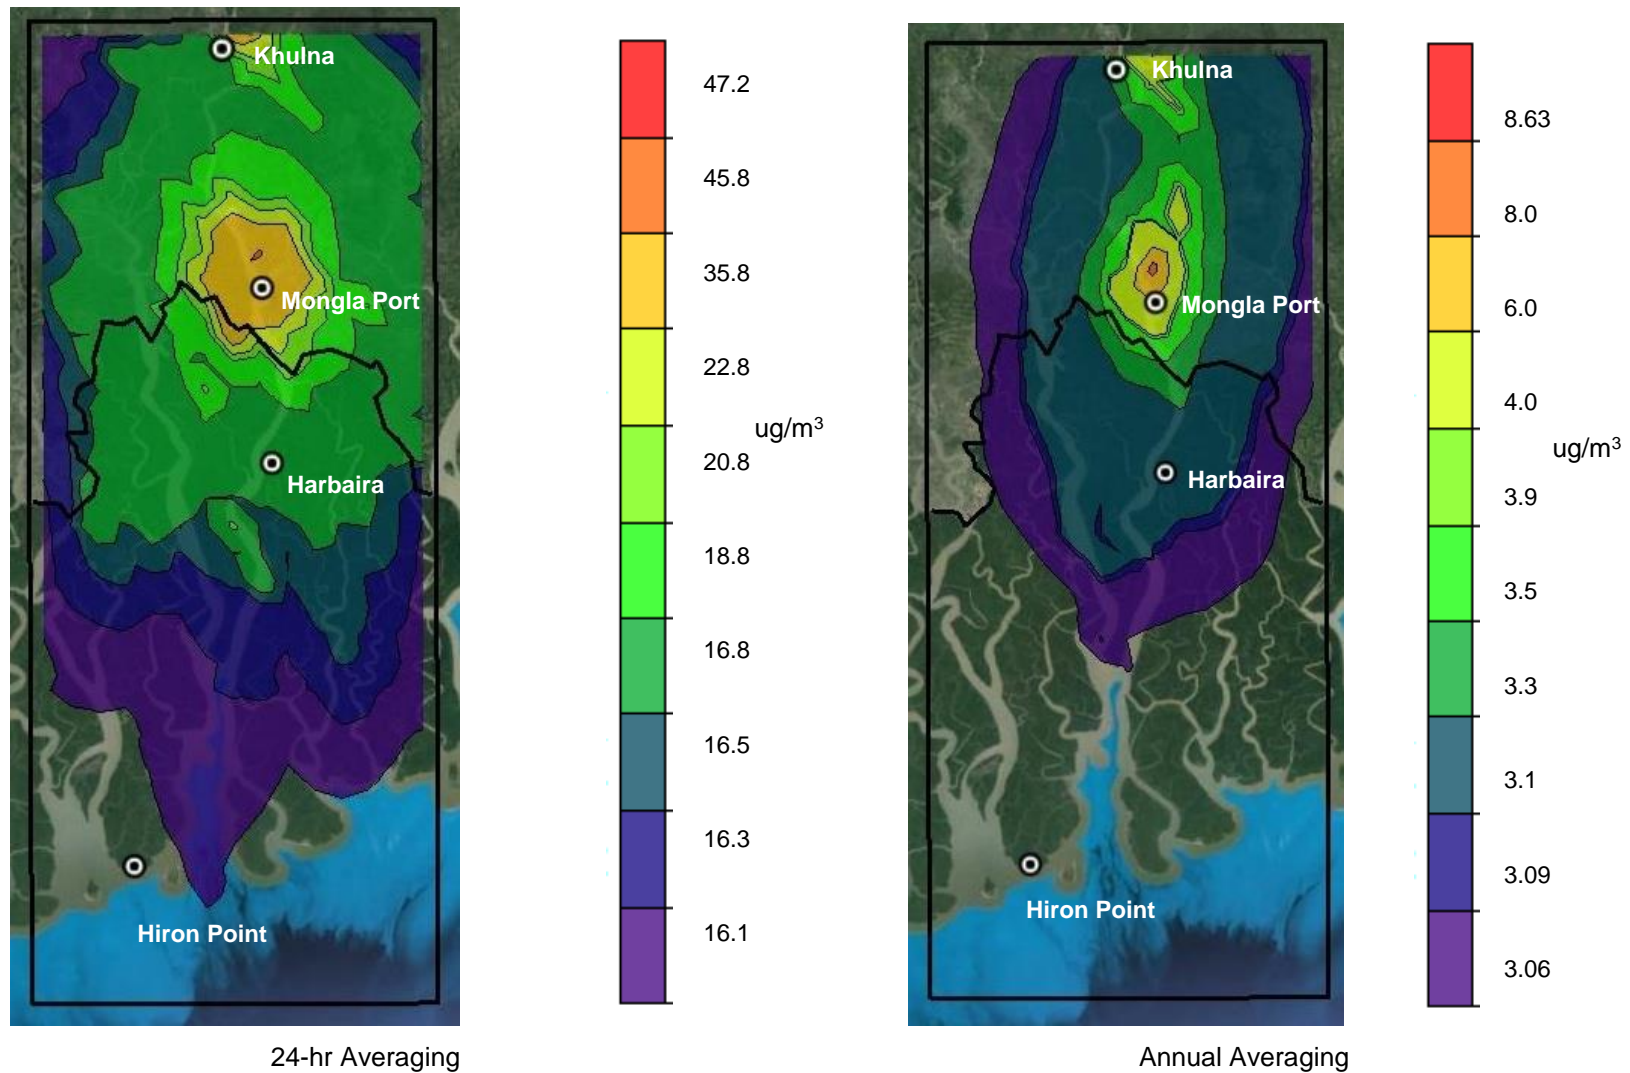 Khulna
Mongla Port
Harbaira
Hiron Point
47.2
45.8
35.8
22.8
20.8
18.8
16.8
16.5
16.3
16.1
ug/m³
24-hr Averaging
Khulna
Mongla Port
Harbaira
Hiron Point
8.63
8.0
6.0
4.0
3.9
3.5
3.3
3.1
3.09
3.06
ug/m³
Annual Averaging